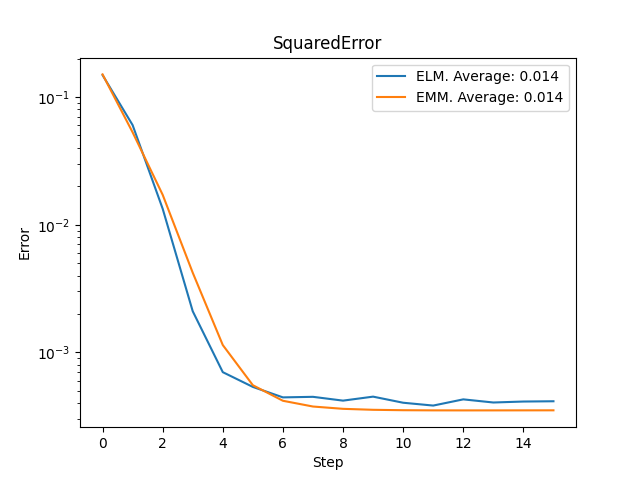 SquaredError
ELM. Average: 0.014
EMM. Average: 0.014
Error
10⁻¹
10⁻²
10⁻³
0 2 4 6 8 10 12 14
Step